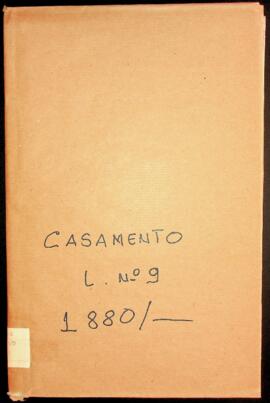 CASAMENTO
L. Nº 9
1880/—